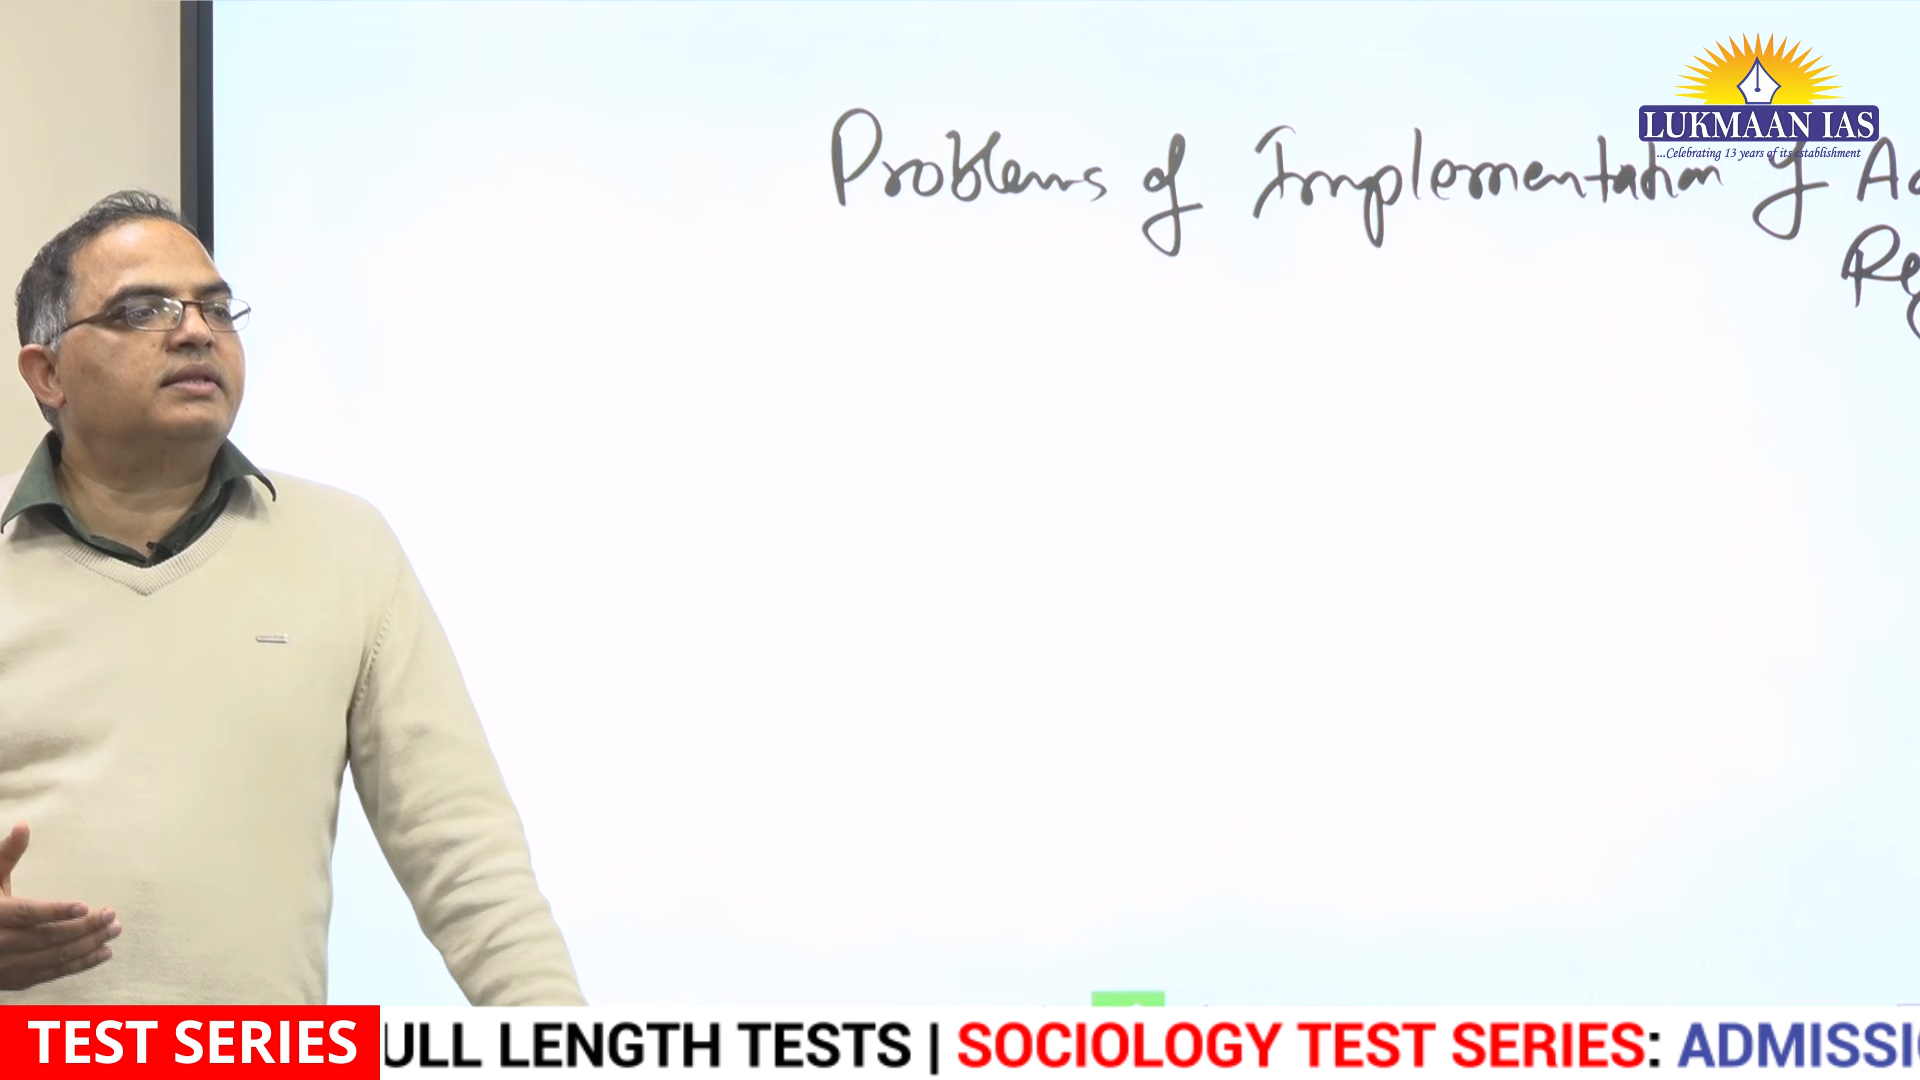 LUKMAAN IAS
...Celebrating 13 years of its establishment
Problems of Implementation of
TEST SERIES
ULL LENGTH TESTS | SOCIOLOGY TEST SERIES: ADMISSI